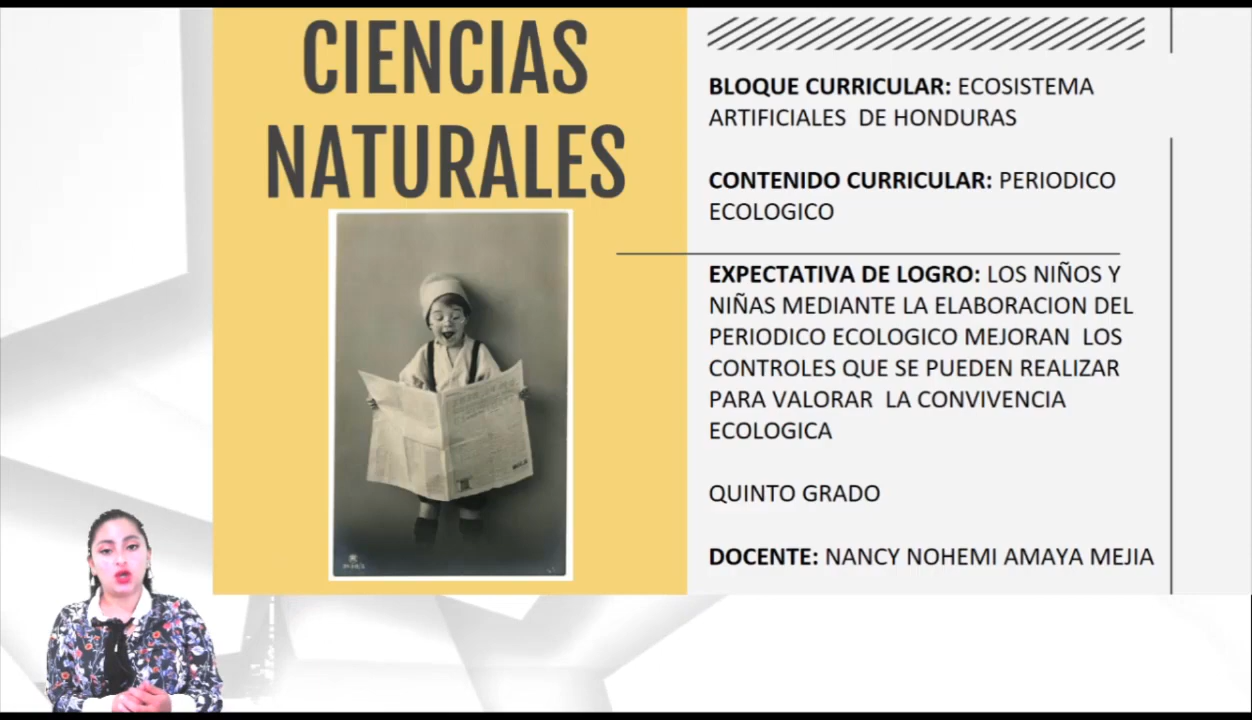 CIENCIAS
NATURALES
BLOQUE CURRICULAR: ECOSISTEMA
ARTIFICIALES DE HONDURAS
CONTENIDO CURRICULAR: PERIODICO
ECOLOGICO
EXPECTATIVA DE LOGRO: LOS NIÑOS Y
NIÑAS MEDIANTE LA ELABORACION DEL
PERIODICO ECOLOGICO MEJORAN LOS
CONTROLES QUE SE PUEDEN REALIZAR
PARA VALORAR LA CONVIVENCIA
ECOLOGICA
QUINTO GRADO
DOCENTE: NANCY NOHEMI AMAYA MEJIA